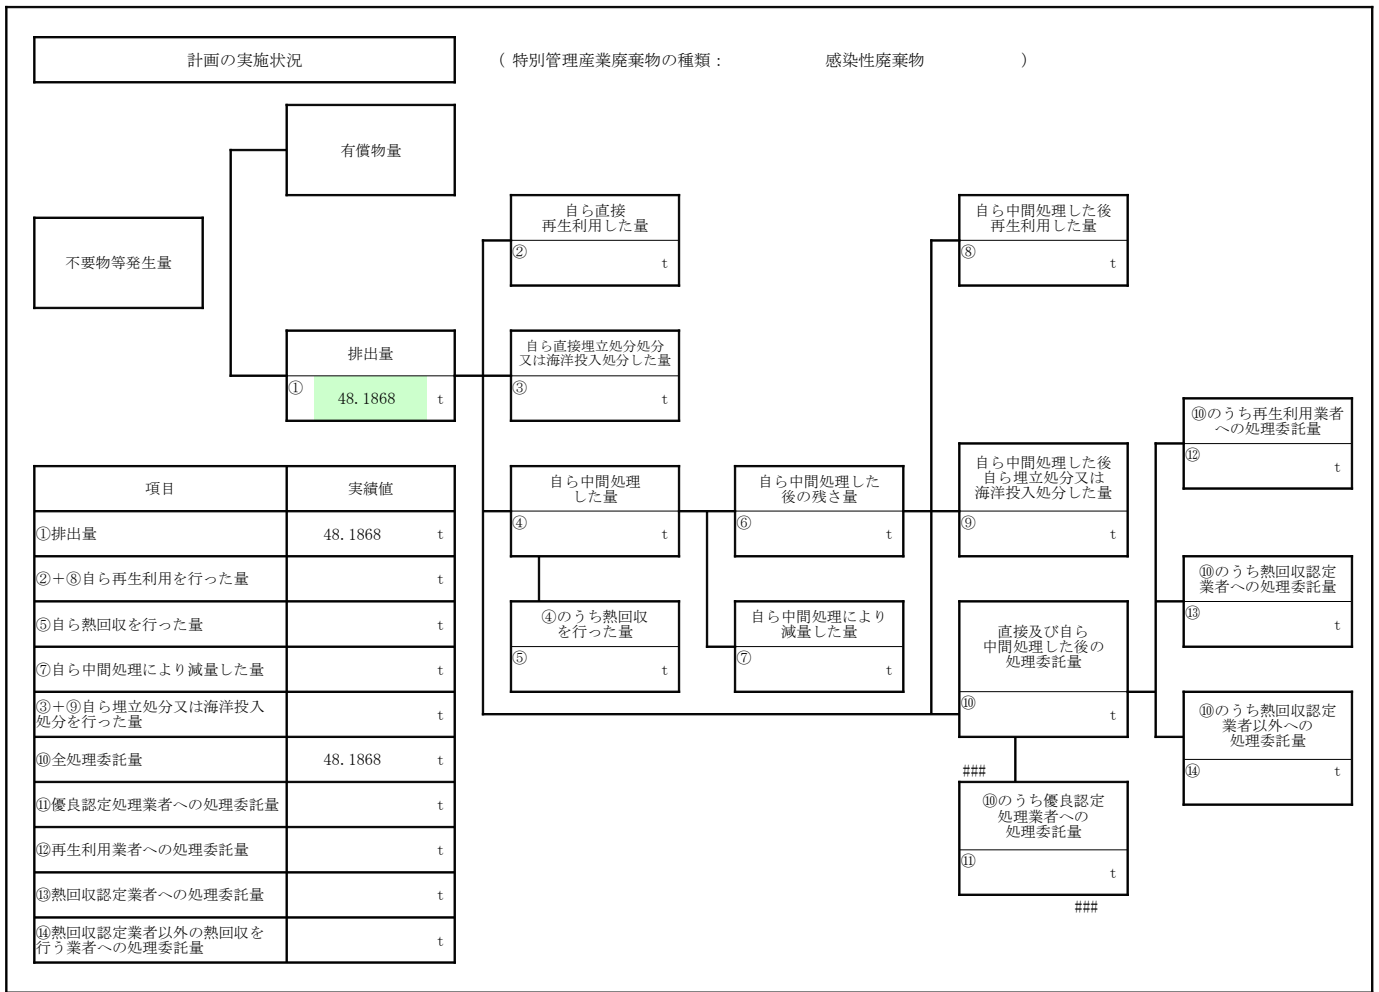 計画の実施状況
（ 特別管理産業廃棄物の種類：　感染性廃棄物　）
有償物量
不要物等発生量
排出量
① 48.1868 t
自ら直接
再生利用した量
② t
自ら直接埋立処分処分
又は海洋投入処分した量
③ t
自ら中間処理
した量
④ t
④のうち熱回収
を行った量
⑤ t
自ら中間処理した
後の残さ量
⑥ t
自ら中間処理により
減量した量
⑦ t
自ら中間処理した後
再生利用した量
⑧ t
自ら中間処理した後
自ら埋立処分又は
海洋投入処分した量
⑨ t
直接及び自ら
中間処理した後の
処理委託量
⑩ t
###
⑩のうち優良認定
処理業者への
処理委託量
⑪ t
###
⑩のうち再生利用業者
への処理委託量
⑫ t
⑩のうち熱回収認定
業者への処理委託量
⑬ t
⑩のうち熱回収認定
業者以外への
処理委託量
⑭ t
項目 実績値
①排出量 48.1868 t
②＋⑧自ら再生利用を行った量 t
⑤自ら熱回収を行った量 t
⑦自ら中間処理により減量した量 t
③＋⑨自ら埋立処分又は海洋投入
処分を行った量 t
⑩全処理委託量 48.1868 t
⑪優良認定処理業者への処理委託量 t
⑫再生利用業者への処理委託量 t
⑬熱回収認定業者への処理委託量 t
⑭熱回収認定業者以外の熱回収を
行う業者への処理委託量 t